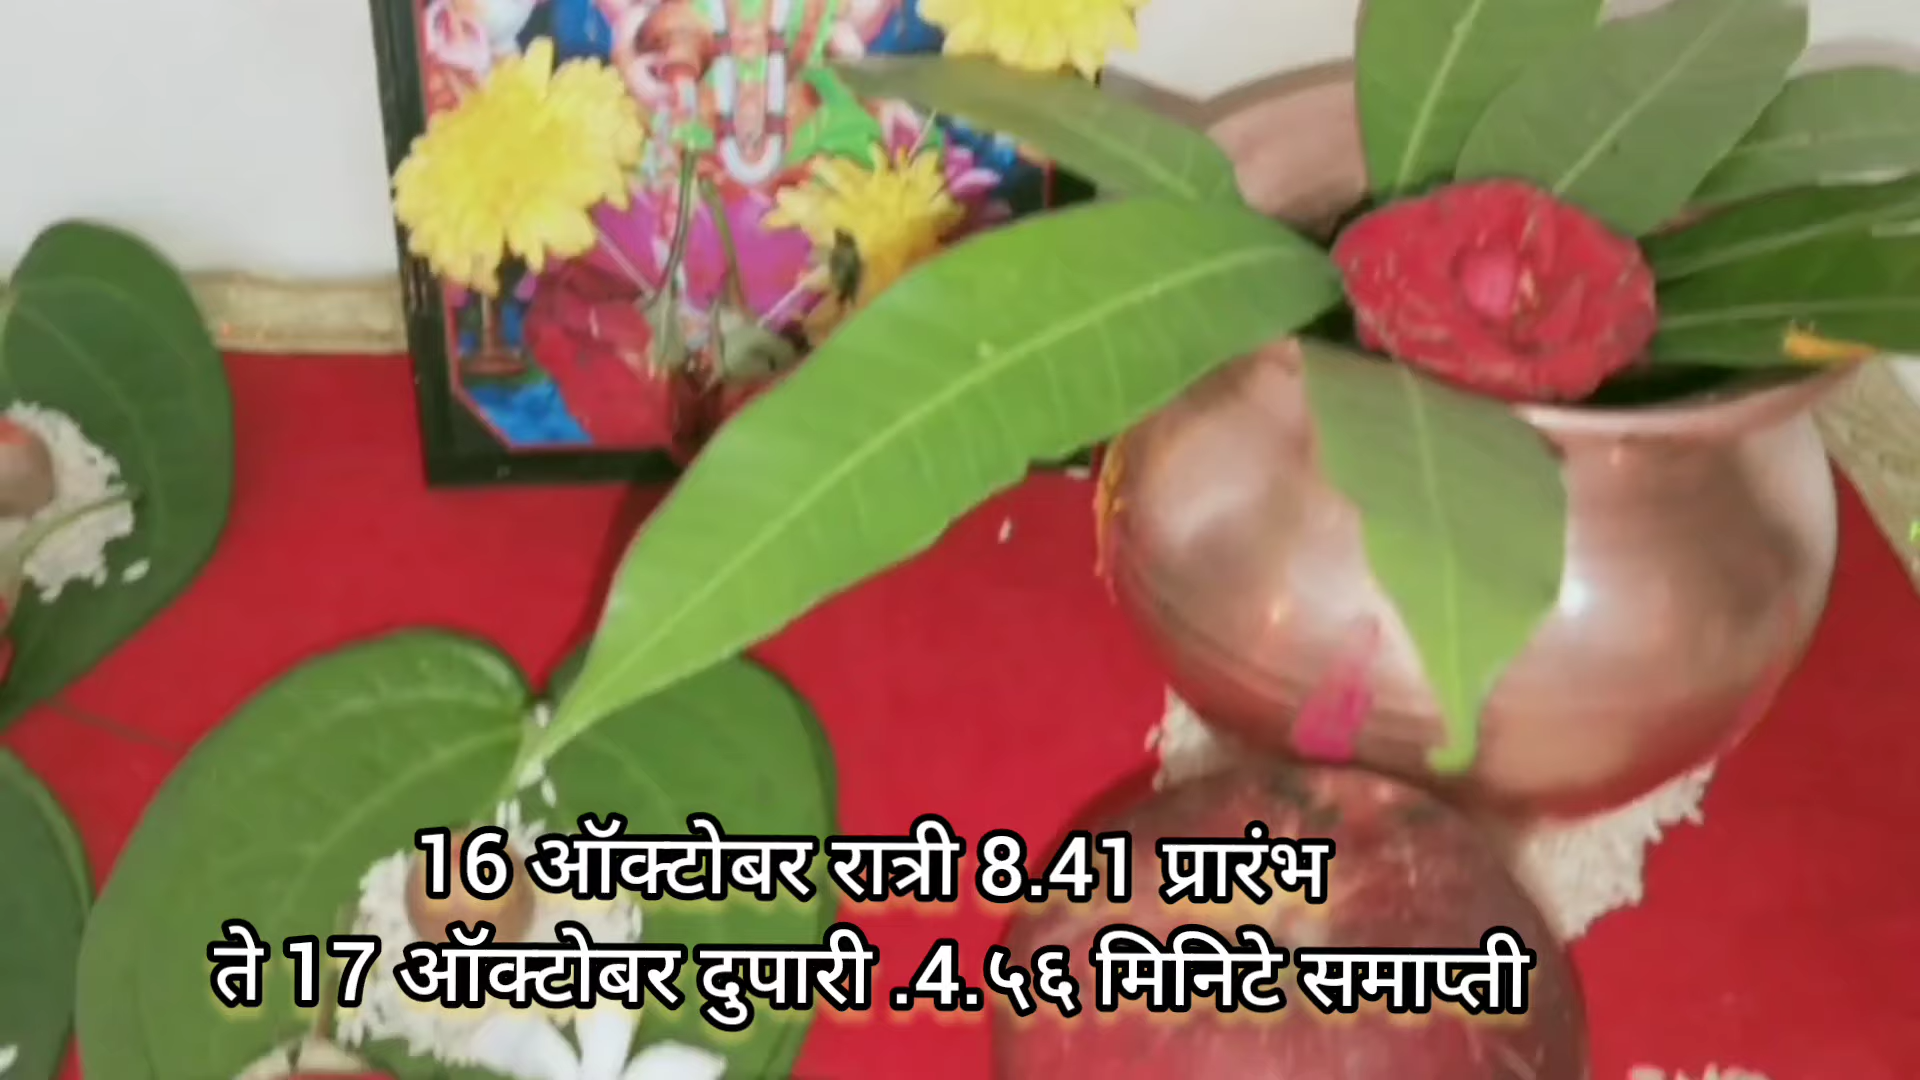 16 ऑक्टोबर रात्री 8.41 प्रारंभ
ते 17 ऑक्टोबर दुपारी .4.५६ मिनिटे समाप्ती